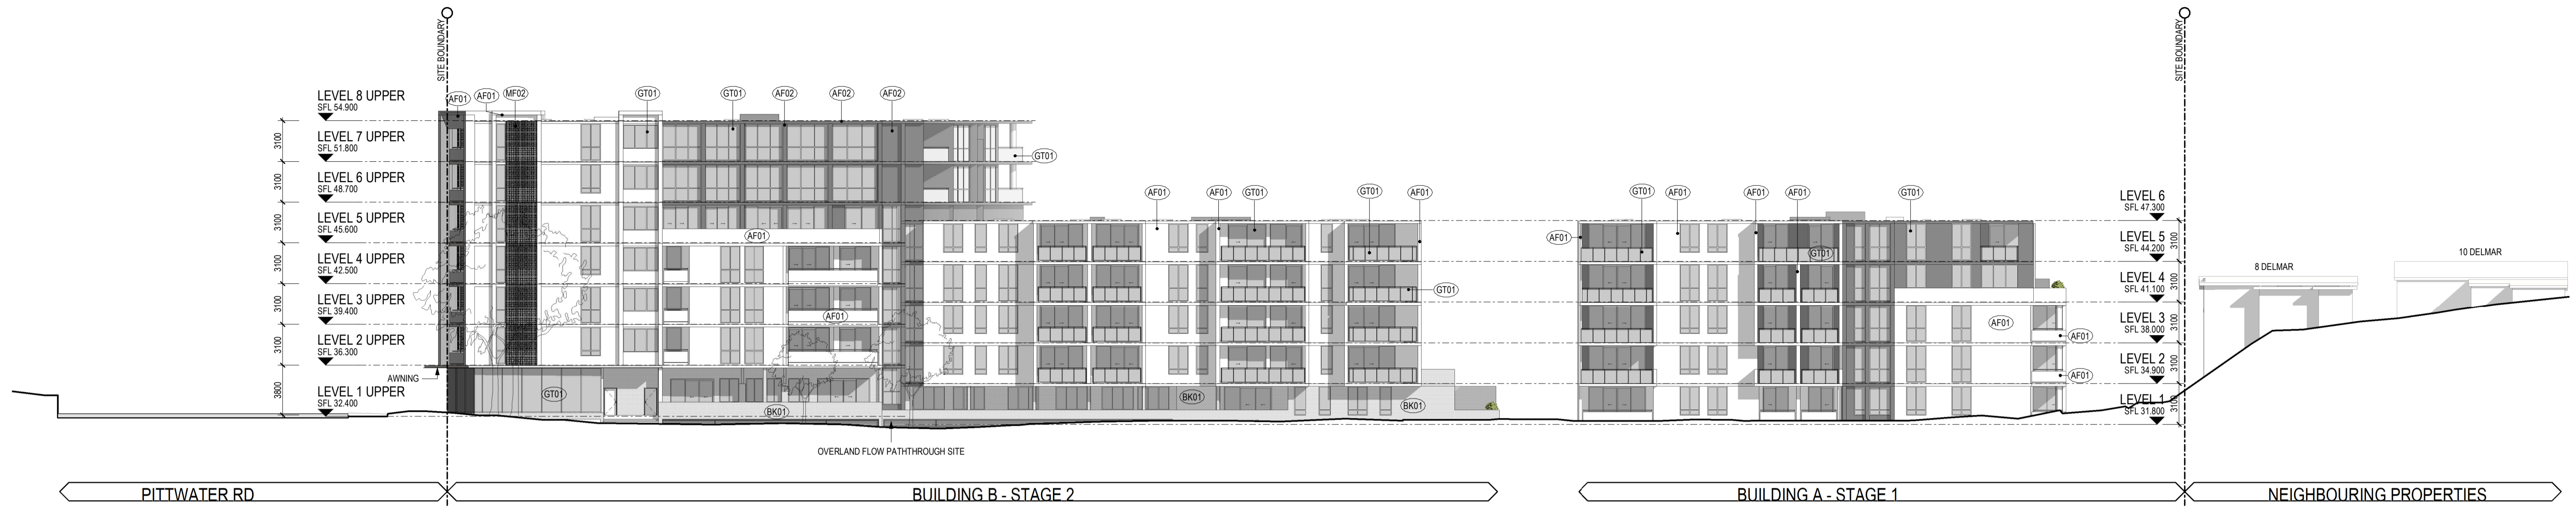 SITE BOUNDARY
SITE BOUNDARY
LEVEL 8 UPPER
SFL 54.900
3100
LEVEL 7 UPPER
SFL 51.800
3100
LEVEL 6 UPPER
SFL 48.700
3100
LEVEL 5 UPPER
SFL 45.600
3100
LEVEL 4 UPPER
SFL 42.500
3100
LEVEL 3 UPPER
SFL 39.400
3100
LEVEL 2 UPPER
SFL 36.300
3800
LEVEL 1 UPPER
SFL 32.400
AWNING
AF01
AF01
MF02
GT01
GT01
AF02
AF02
AF02
GT01
AF01
AF01
GT01
BK01
AF01
AF01
GT01
GT01
AF01
GT01
BK01
BK01
OVERLAND FLOW PATHTHROUGH SITE
AF01
GT01
AF01
AF01
AF01
GT01
GT01
AF01
AF01
AF01
LEVEL 6
SFL 47.300
3100
LEVEL 5
SFL 44.200
3100
LEVEL 4
SFL 41.100
3100
LEVEL 3
SFL 38.000
3100
LEVEL 2
SFL 34.900
3100
LEVEL 1
SFL 31.800
8 DELMAR
10 DELMAR
PITTWATER RD
BUILDING B - STAGE 2
BUILDING A - STAGE 1
NEIGHBOURING PROPERTIES